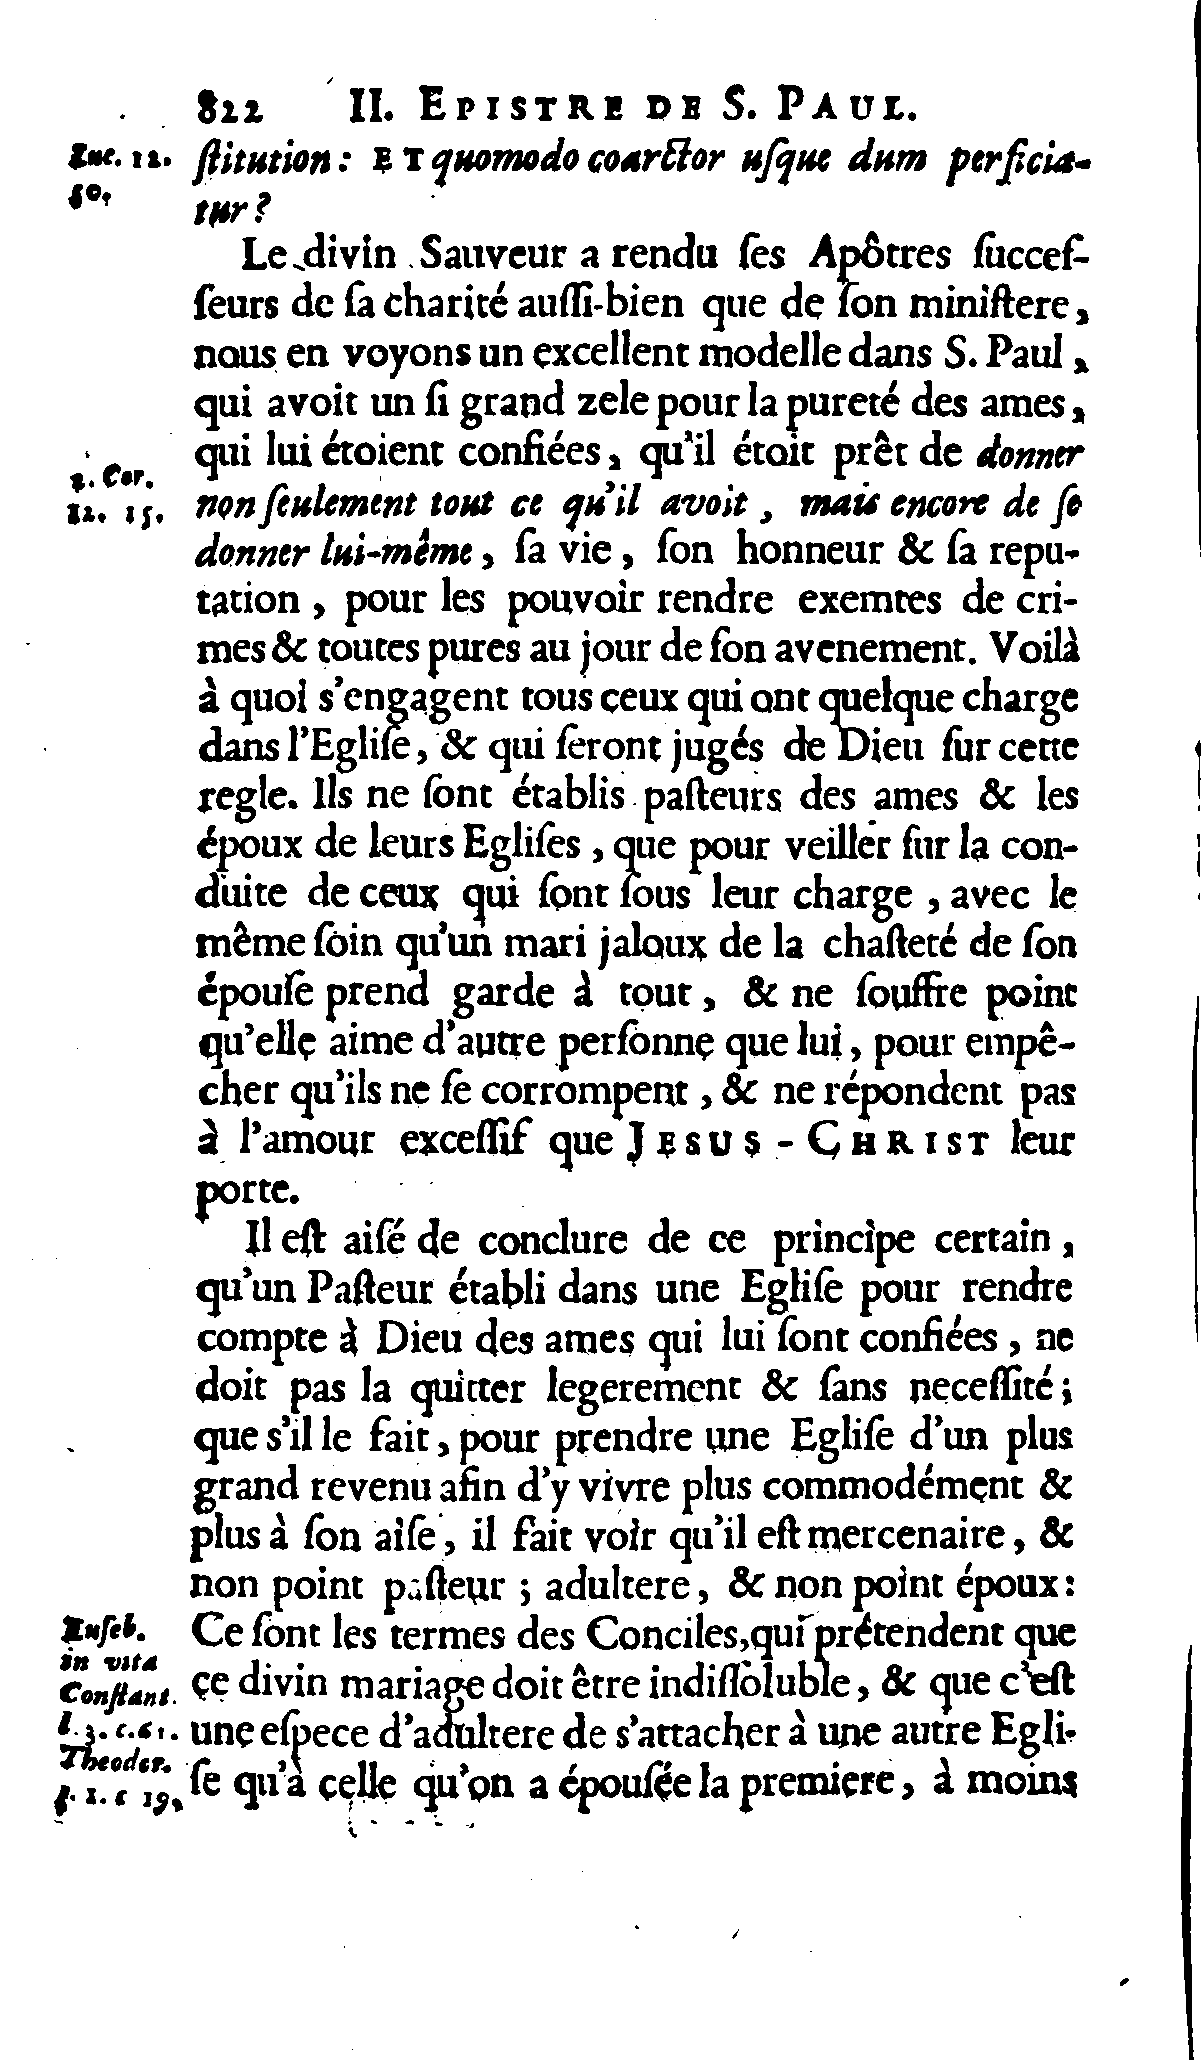 822 II. EPISTRE DE S. PAUL.
Luc. 12.
50.
ſtitution: ET quomodo coarctor uſque dum perficia-
tur?
Le divin Sauveur a rendu ſes Apôtres ſucceſ-
ſeurs de ſa charité auſſi-bien que de ſon miniſtere,
nous en voyons un excellent modelle dans S. Paul,
qui avoit un ſi grand zele pour la pureté des ames,
qui lui étoient confiées, qu'il étoit prêt de donner
2. Cor.
12. 15.
non ſeulement tout ce qu'il avoit, mais encore de ſe
donner lui-même, ſa vie, ſon honneur & ſa repu-
tation, pour les pouvoir rendre exemtes de cri-
mes & toutes pures au jour de ſon avenement. Voilà
à quoi s'engagent tous ceux qui ont quelque charge
dans l'Egliſe, & qui ſeront jugés de Dieu ſur cette
regle. Ils ne ſont établis paſteurs des ames & les
époux de leurs Egliſes, que pour veiller ſur la con-
duite de ceux qui ſont ſous leur charge, avec le
même ſoin qu'un mari jaloux de la chaſteté de ſon
épouſe prend garde à tout, & ne ſouffre point
qu'elle aime d'autre perſonne que lui, pour empê-
cher qu'ils ne ſe corrompent, & ne répondent pas
à l'amour exceſſif que JESUS-CHRIST leur
porte.
Il eſt aiſé de conclure de ce principe certain,
qu'un Paſteur établi dans une Egliſe pour rendre
compte à Dieu des ames qui lui ſont confiées, ne
doit pas la quitter legerement & ſans neceſſité;
que s'il le fait, pour prendre une Egliſe d'un plus
grand revenu afin d'y vivre plus commodément &
plus à ſon aiſe, il fait voir qu'il eſt mercenaire, &
non point paſteur; adultere, & non point époux:
Ce ſont les termes des Conciles, qui prétendent que
ce divin mariage doit être indiſſoluble, & que c'eſt
une eſpece d'adultere de s'attacher à une autre Egli-
ſe qu'à celle qu'on a épouſée la premiere, à moins
Euſeb.
in vita
Conſtant.
l. 3. c. 61.
Theoder.
l. 1. c 19.